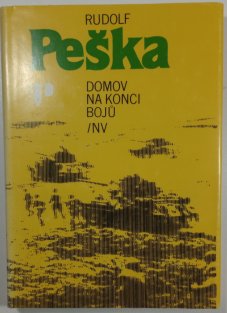 RUDOLF
Peška
DOMOV
NA KONCI
BOJŮ
/NV